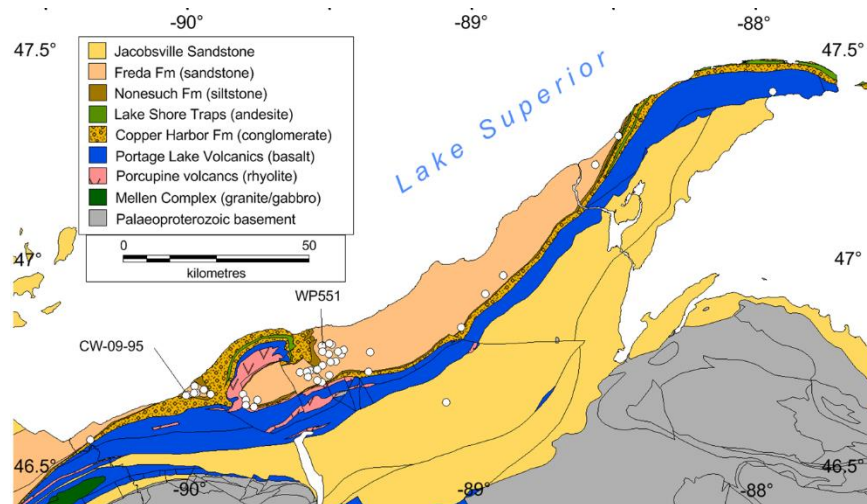 -90°
-89°
-88°
47.5°
47.5°
Jacobsville Sandstone
Freda Fm (sandstone)
Nonesuch Fm (siltstone)
Lake Shore Traps (andesite)
Copper Harbor Fm (conglomerate)
Portage Lake Volcanics (basalt)
Porcupine volcancs (rhyolite)
Mellen Complex (granite/gabbro)
Palaeoproterozoic basement
Lake Superior
0
50
kilometres
47°
47°
WP551
CW-09-95
46.5°
46.5°
-90°
-89°
-88°